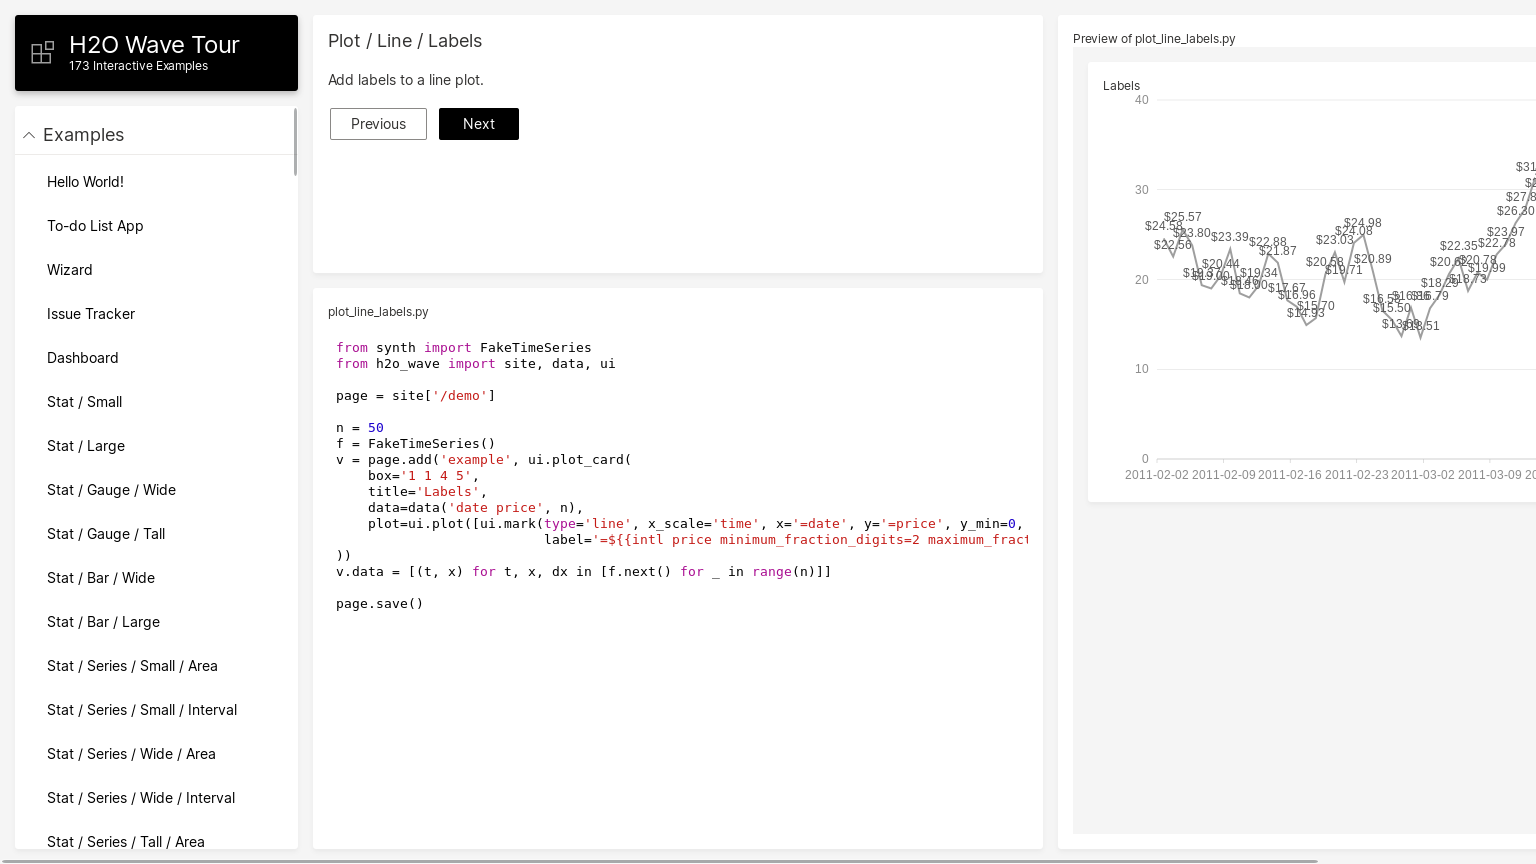 H2O Wave Tour
173 Interactive Examples
Examples
Hello World!
To-do List App
Wizard
Issue Tracker
Dashboard
Stat / Small
Stat / Large
Stat / Gauge / Wide
Stat / Gauge / Tall
Stat / Bar / Wide
Stat / Bar / Large
Stat / Series / Small / Area
Stat / Series / Small / Interval
Stat / Series / Wide / Area
Stat / Series / Wide / Interval
Stat / Series / Tall / Area
Plot / Line / Labels
Add labels to a line plot.
Previous
Next
plot_line_labels.py
from synth import FakeTimeSeries
from h2o_wave import site, data, ui
page = site['/demo']
n = 50
f = FakeTimeSeries()
v = page.add('example', ui.plot_card(
box='1 1 4 5',
title='Labels',
data=data('date price', n),
plot=ui.plot([ui.mark(type='line', x_scale='time', x='=date', y='=price', y_min=0,
label='=${{intl price minimum_fraction_digits=2 maximum_fract
))
v.data = [(t, x) for t, x, dx in [f.next() for _ in range(n)]]
page.save()
Preview of plot_line_labels.py
Labels
40
30
20
10
0
$24.58
$22.56
$25.57
$23.80
$20.44
$23.39
$19.34
$22.88
$21.87
$17.67
$16.96
$14.93
$15.70
$20.58
$23.03
$19.71
$24.08
$24.98
$20.89
$16.58
$15.50
$13.51
$16.79
$18.29
$20.62
$22.35
$18.73
$20.78
$19.99
$22.78
$23.97
$26.30
$27.8
$31
2011-02-02 2011-02-09 2011-02-16 2011-02-23 2011-03-02 2011-03-09 20